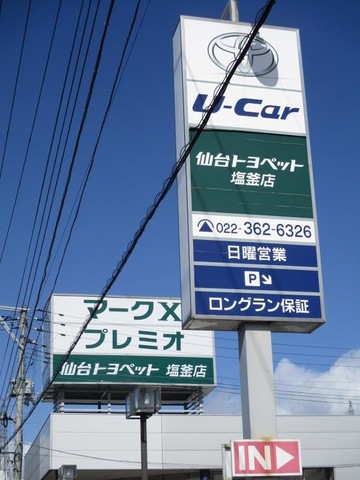 U-Car
仙台トヨペット
塩釜店
022-362-6326
日曜営業
P
ロングラン保証
マークX
プレミオ
仙台トヨペット 塩釜店
IN